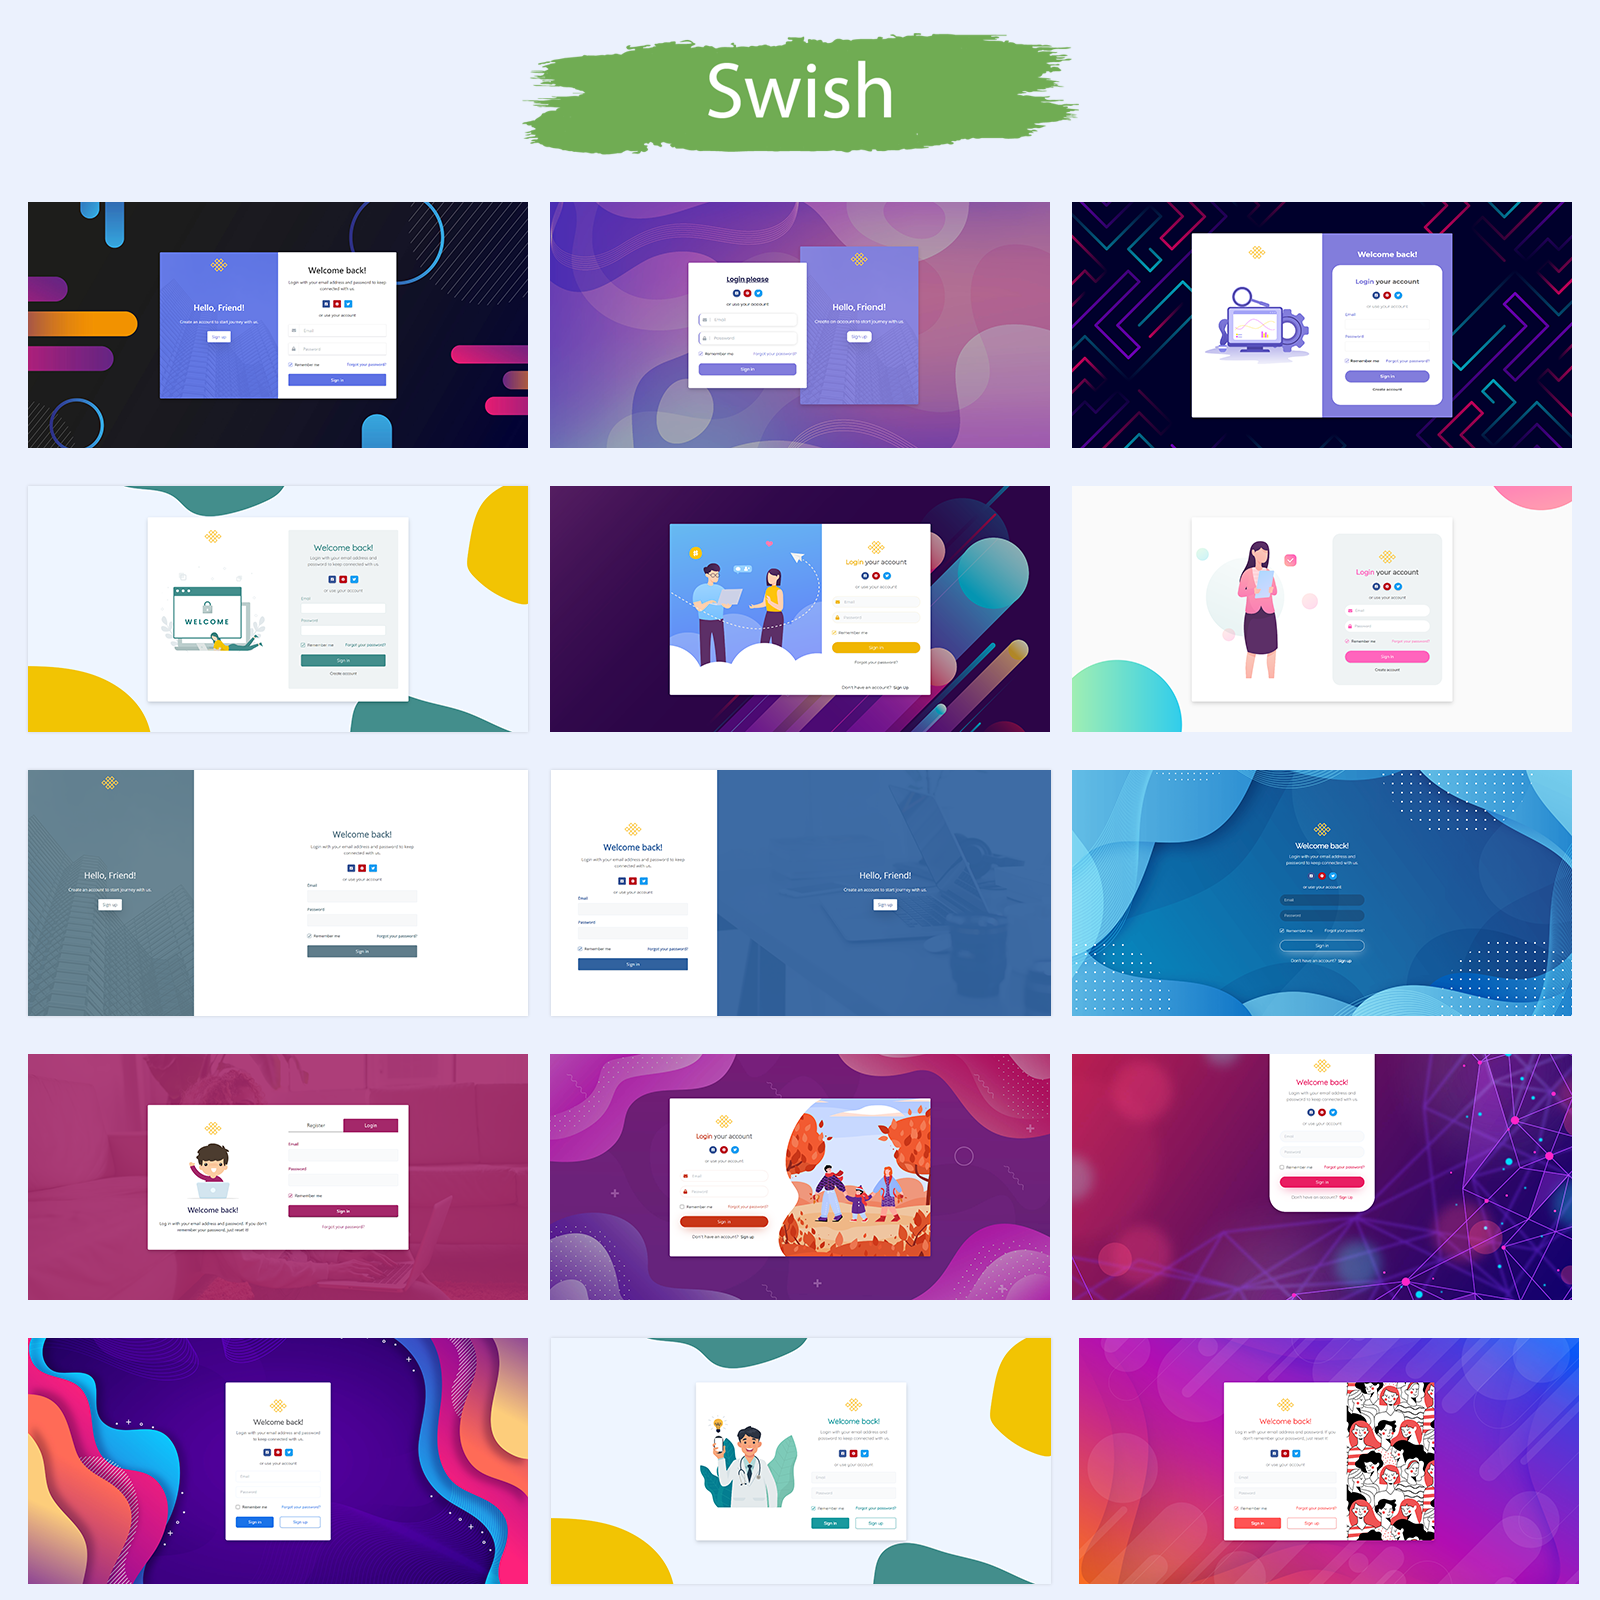 Swish
Hello, Friend!
Create an account to start journey with us.
Sign up
Welcome back!
Login with your email address and password to keep
connected with us.
or use your account
Email
Password
Remember me
Forgot your password?
Sign in
Login please
or use your account
Email
Password
Remember me
Forgot your password?
Sign in
Hello, Friend!
Create an account to start journey with us.
Sign up
Welcome back!
Login your account
or use your account
Email
Password
Remember me
Forgot your password?
Sign in
Create account
WELCOME
Welcome back!
Login with your email address and
password to keep connected with us.
or use your account
Email
Password
Remember me
Forgot your password?
Sign in
Create account
Login your account
or use your account
Email
Password
Remember me
Sign in
Forgot your password?
Don't have an account? Sign up
Login your account
or use your account
Email
Password
Remember me
Forgot your password?
Sign in
Create account
Hello, Friend!
Create an account to start journey with us.
Sign up
Welcome back!
Login with your email address and password to keep
connected with us.
or use your account
Email
Password
Remember me
Forgot your password?
Sign in
Welcome back!
Login with your email address and password to keep
connected with us.
or use your account
Email
Password
Remember me
Forgot your password?
Sign in
Hello, Friend!
Create an account to start journey with us.
Sign up
Welcome back!
Login with your email address and
password to keep connected with us.
or use your account
Email
Password
Remember me
Forgot your password?
Sign in
Don't have an account? Sign up
Welcome back!
Log in with your email address and password. If you don't
remember your password, just reset it!
Register
Login
Email
Password
Remember me
Sign in
Forgot your password?
Login your account
or use your account
Email
Password
Remember me
Forgot your password?
Sign in
Don't have an account? Sign up
Welcome back!
Login with your email address and
password to keep connected with us.
or use your account
Email
Password
Remember me
Forgot your password?
Sign in
Don't have an account? Sign up
Welcome back!
Login with your email address and password
to keep connected with us.
or use your account
Email
Password
Remember me
Forgot your password?
Sign in
Sign up
Welcome back!
Login with your email address and
password to keep connected with us.
or use your account
Email
Password
Remember me
Forgot your password?
Sign in
Sign up
Welcome back!
Log in with your email address and password. If you
don't remember your password, just reset it!
or use your account
Email
Password
Remember me
Forgot your password?
Sign in
Sign up